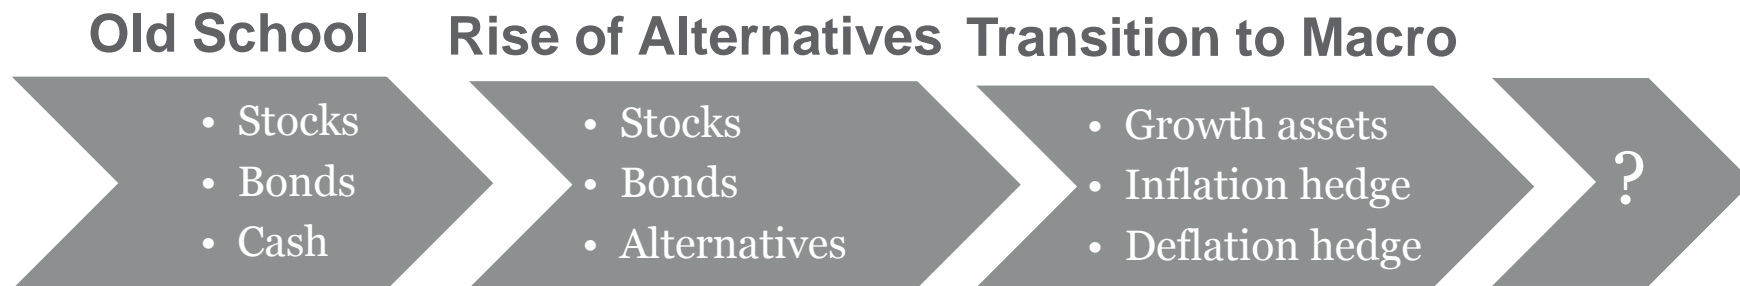 Old School
• Stocks
• Bonds
• Cash
Rise of Alternatives
• Stocks
• Bonds
• Alternatives
Transition to Macro
• Growth assets
• Inflation hedge
• Deflation hedge
?